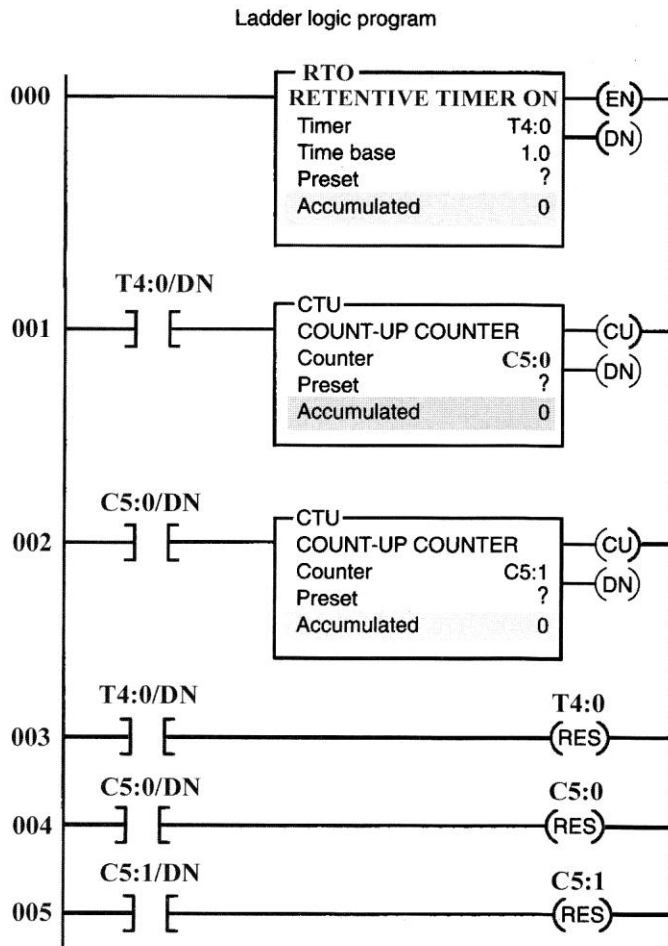 Ladder logic program
000
RTO
RETENTIVE TIMER ON
Timer T4:0
Time base 1.0
Preset ?
Accumulated 0
EN
DN
T4:0/DN
001
CTU
COUNT-UP COUNTER
Counter C5:0
Preset ?
Accumulated 0
CU
DN
C5:0/DN
002
CTU
COUNT-UP COUNTER
Counter C5:1
Preset ?
Accumulated 0
CU
DN
T4:0/DN
T4:0
003
RES
C5:0/DN
C5:0
004
RES
C5:1/DN
C5:1
005
RES